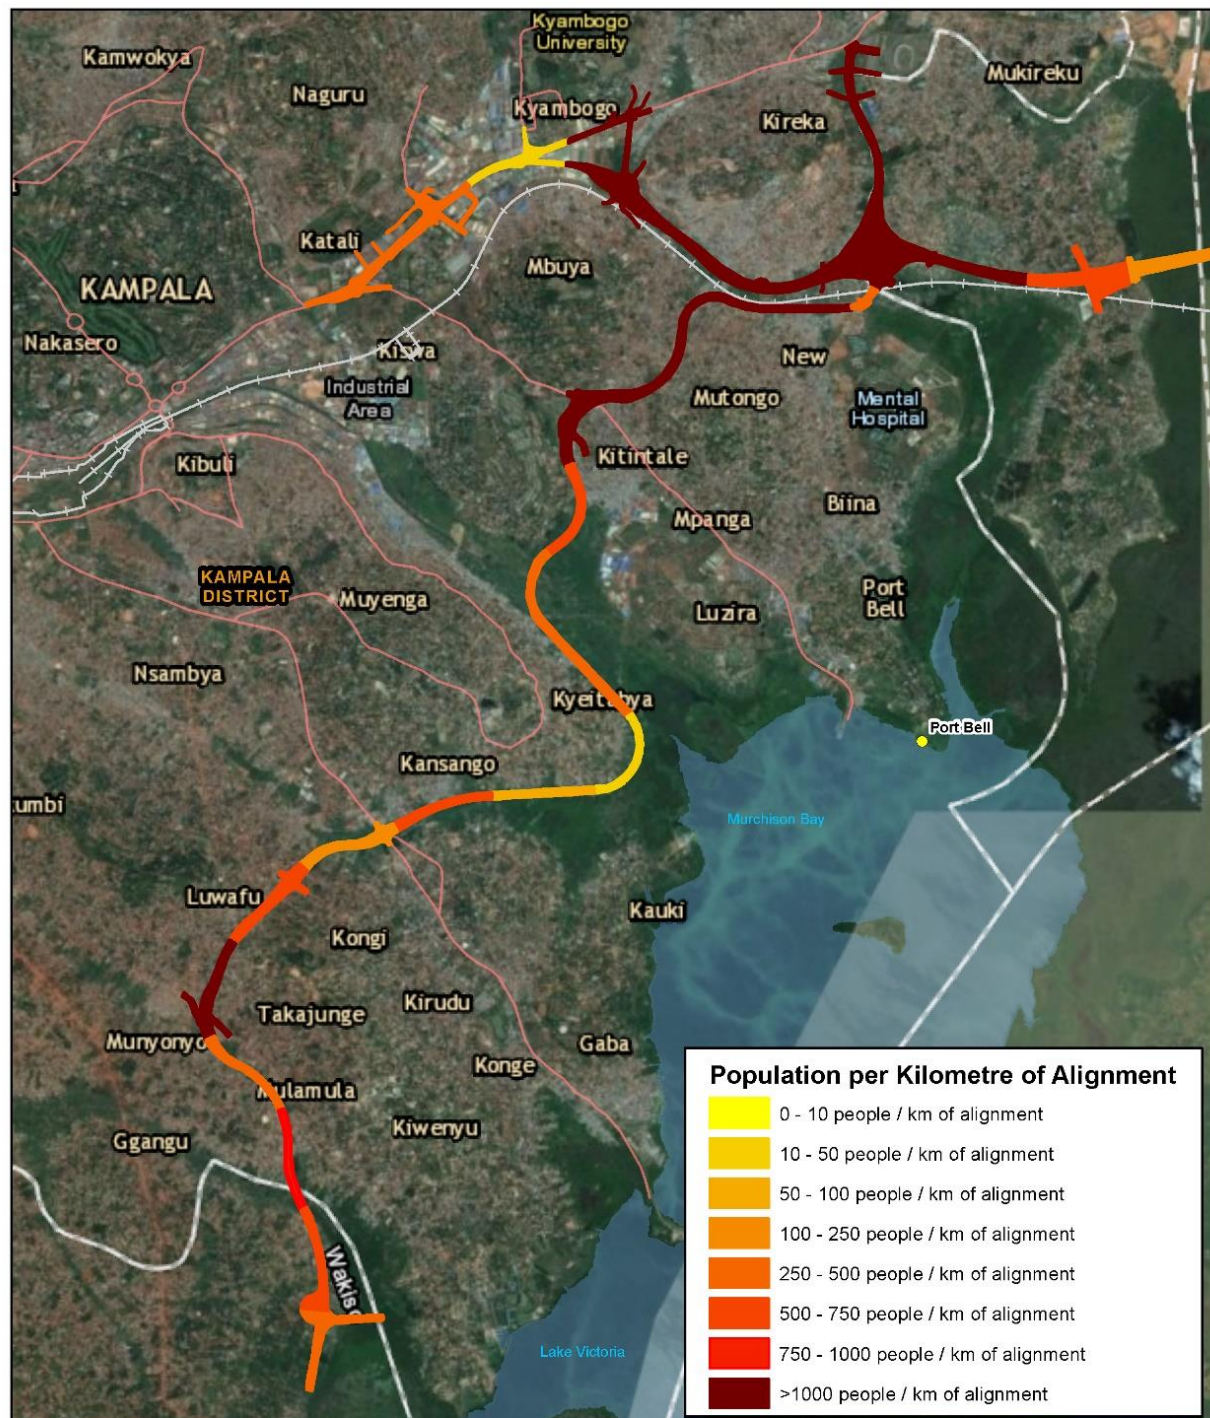 Kyambogo
University
Kamwokya
Mukireku
Naguru
Kyambogo
Kireka
Katali
Mbuya
KAMPALA
Nakasero
Kiswa
New
Industrial
Area
Mutongo
Mental
Hospital
Kibuli
Kitintale
Biina
Mpanga
KAMPALA
DISTRICT
Muyenga
Port
Bell
Luzira
Nsambya
Port Bell
Kansango
umbi
Murchison Bay
Luwafu
Kauki
Kongi
Kirudu
Takajunge
Munyonyo
Gaba
Konge
Mulamula
Kiwenyu
Ggangu
Lake Victoria
Population per Kilometre of Alignment
0 - 10 people / km of alignment
10 - 50 people / km of alignment
50 - 100 people / km of alignment
100 - 250 people / km of alignment
250 - 500 people / km of alignment
500 - 750 people / km of alignment
750 - 1000 people / km of alignment
>1000 people / km of alignment